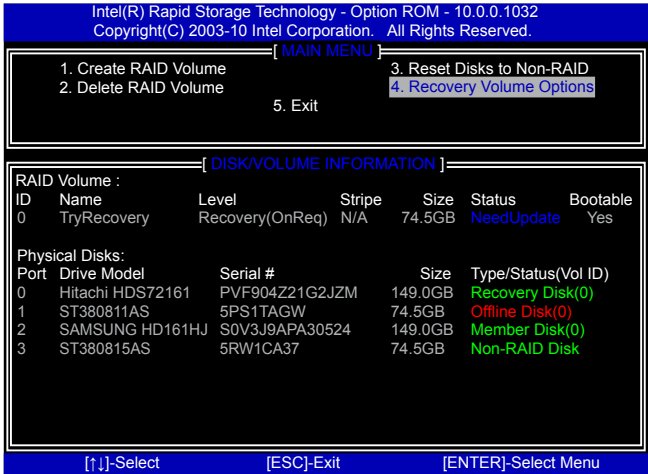 Intel(R) Rapid Storage Technology - Option ROM - 10.0.0.1032
Copyright(C) 2003-10 Intel Corporation. All Rights Reserved.
[ MAIN MENU ]
1. Create RAID Volume 3. Reset Disks to Non-RAID
2. Delete RAID Volume 4. Recovery Volume Options
5. Exit
[ DISK/VOLUME INFORMATION ]
RAID Volume :
ID Name Level Stripe Size Status Bootable
0 TryRecovery Recovery(OnReq) N/A 74.5GB NeedUpdate Yes
Physical Disks:
Port Drive Model Serial # Size Type/Status(Vol ID)
0 Hitachi HDS72161 PVF904Z21G2JZM 149.0GB Recovery Disk(0)
1 ST380811AS 5PS1TAGW 74.5GB Offline Disk(0)
2 SAMSUNG HD161HJ S0V3J9APA30524 149.0GB Member Disk(0)
3 ST380815AS 5RW1CA37 74.5GB Non-RAID Disk
[↑↓]-Select [ESC]-Exit [ENTER]-Select Menu